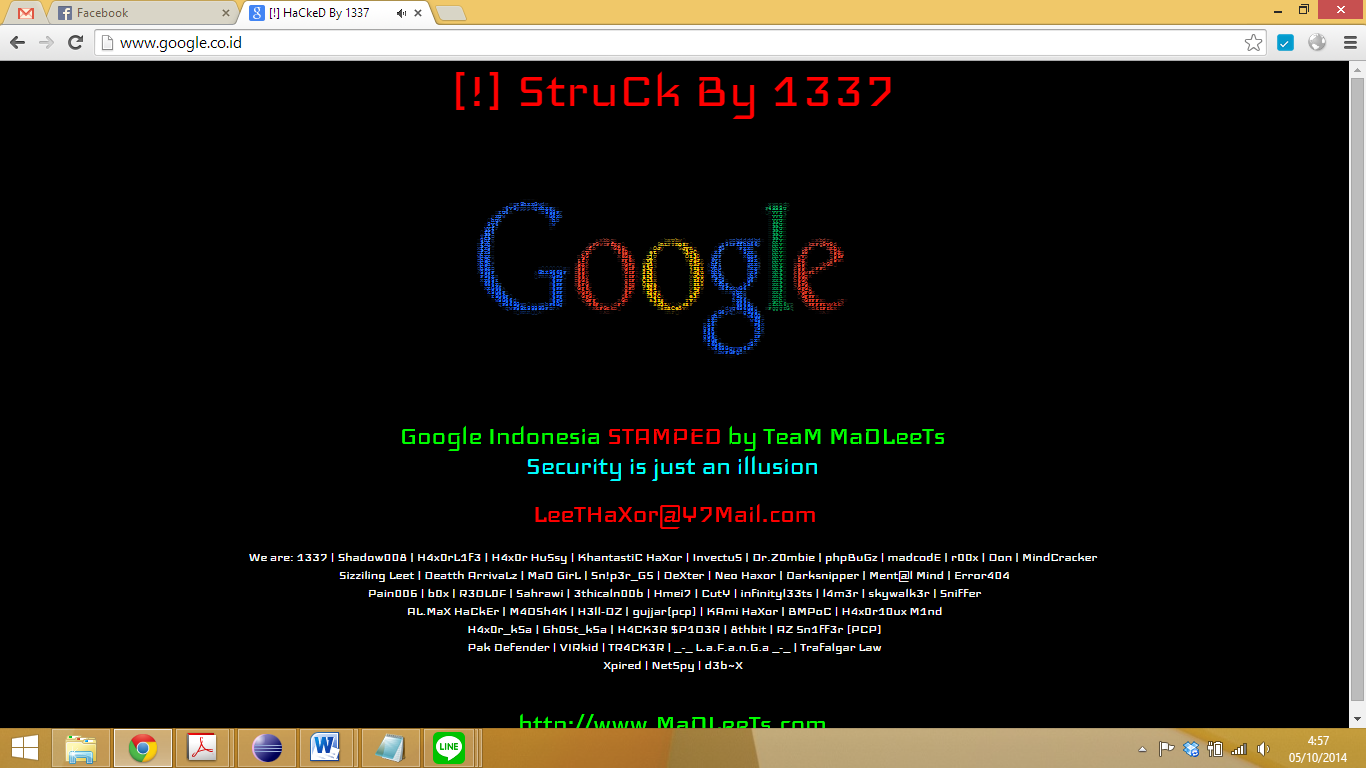 Facebook
[!] HaCkeD By 1337
www.google.co.id
[!] StruCk By 1337
Google
Google Indonesia STAMPED by TeaM MaDLeeTs
Security is just an illusion
LeeTHaXor@Y7Mail.com
We are: 1337 | Shadow008 | H4x0rL1f3 | H4x0r HuSsy | KhantastiC HaXor | InvectuS | Dr.Z0mbie | phpBuGz | madcodE | r00x | Don | MindCracker
Sizziling Leet | Deatth ArrivaLz | MaD GirL | Sn!p3r_GS | DeXter | Neo Haxor | Darksnipper | Ment@l Mind | Error404
Pain006 | b0x | R3DL0F | Sahrawi | 3thicaln00b | Hmei7 | CutY | infinityl33ts | l4m3r | skywalk3r | Sniffer
AL.MaX HaCkEr | M4DSh4K | H3ll-DZ | gujjar[pcp] | KAmi HaXor | BMPoC | H4x0r10ux M1nd
H4x0r_kSa | Gh0St_kSa | H4CK3R $P1D3R | 8thbit | AZ Sn1ff3r [PCP]
Pak Defender | VIRkid | TR4CK3R | _-_ L.a.F.a.n.G.a _-_ | Trafalgar Law
Xpired | NetSpy | d3b~X
http://www.MaDLeeTs.com
LINE
4:57
05/10/2014